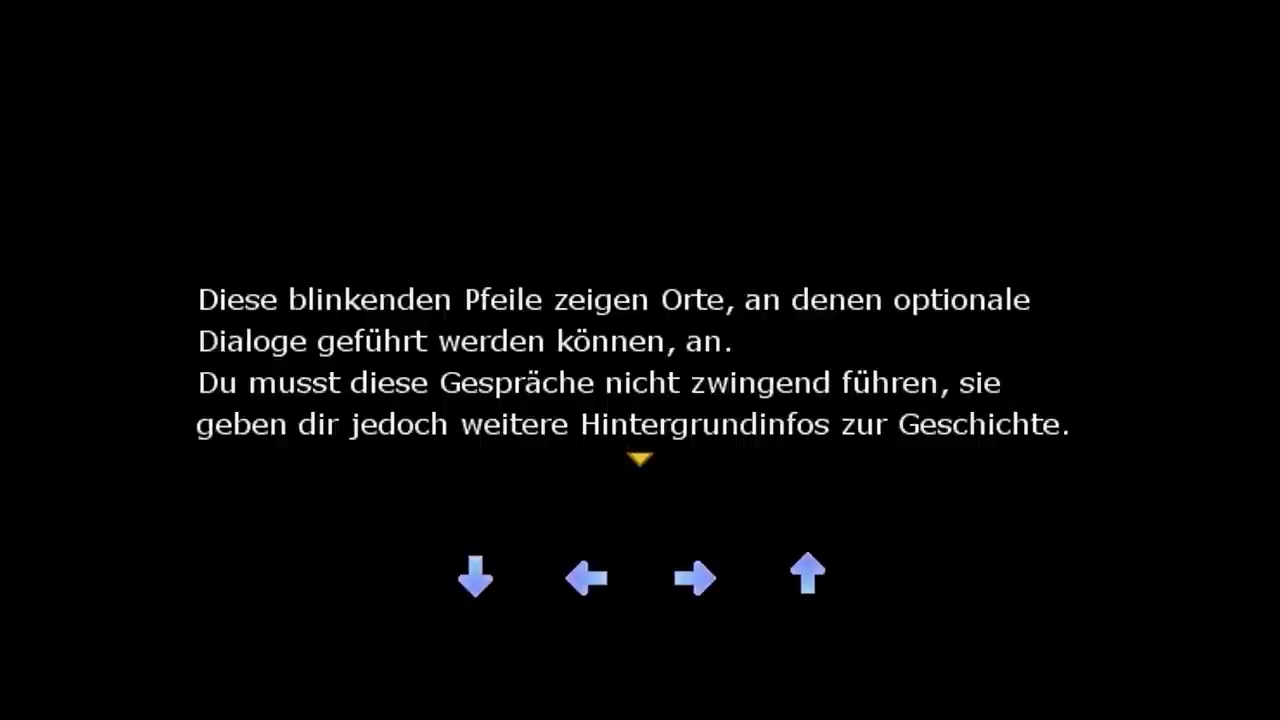 Diese blinkenden Pfeile zeigen Orte, an denen optionale
Dialoge geführt werden können, an.
Du musst diese Gespräche nicht zwingend führen, sie
geben dir jedoch weitere Hintergrundinfos zur Geschichte.